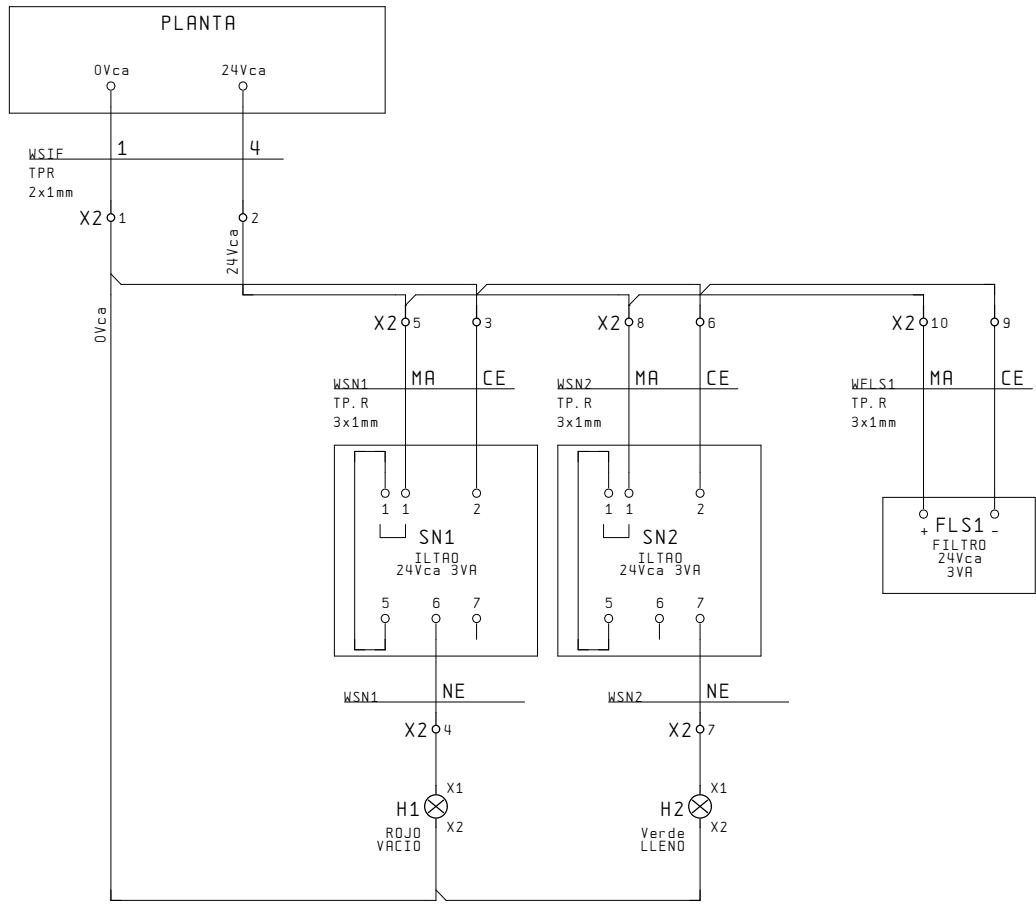 PLANTA
0Vca 24Vca
WSIF 1 4
TPR
2x1mm
X2 1 2
24Vca
0Vca
X2 5 3 X2 8 6 X2 10 9
WSN1 MA CE WSN2 MA CE WFLS1 MA CE
TP.R TP.R TP.R
3x1mm 3x1mm 3x1mm
1 1 2 1 1 2
SN1 SN2 + FLS1 -
ILTAO ILTAO FILTRO
24Vca 3VA 24Vca 3VA 24Vca
3VA
5 6 7 5 6 7
WSN1 NE WSN2 NE
X2 4 X2 7
X1 X1
H1 H2
X2 X2
ROJO Verde
VACIO LLENO